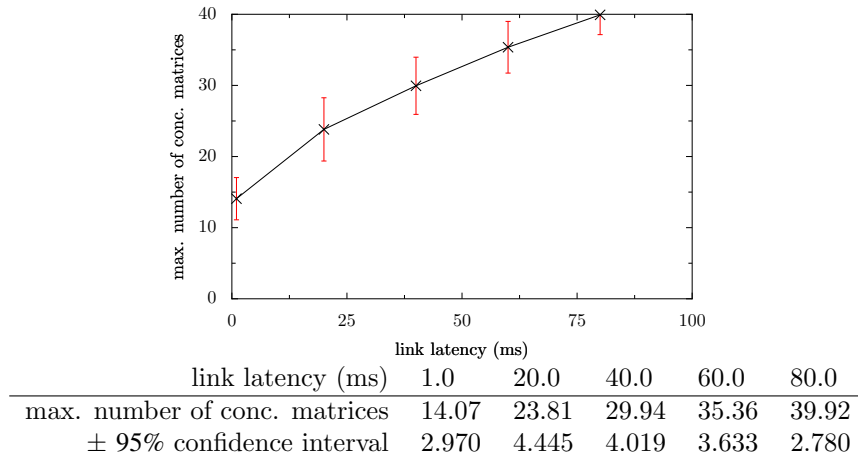 40
30
20
10
0
max. number of conc. matrices
0 25 50 75 100
link latency (ms)
link latency (ms) 1.0 20.0 40.0 60.0 80.0
max. number of conc. matrices 14.07 23.81 29.94 35.36 39.92
± 95% confidence interval 2.970 4.445 4.019 3.633 2.780